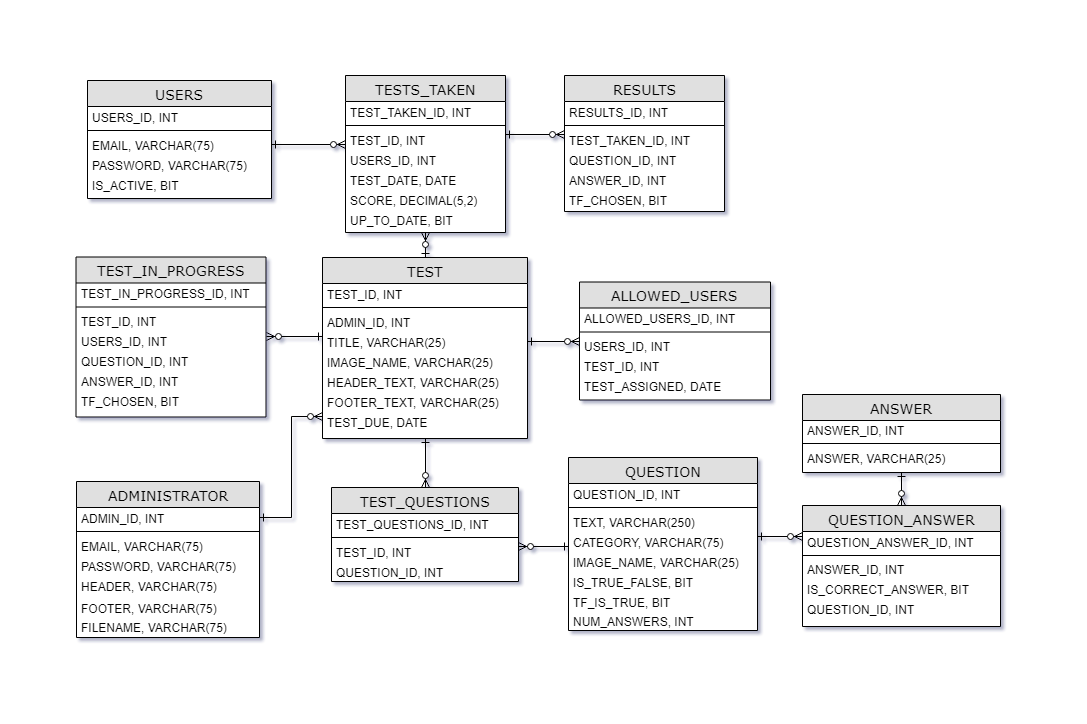 USERS
USERS_ID, INT
EMAIL, VARCHAR(75)
PASSWORD, VARCHAR(75)
IS_ACTIVE, BIT
TESTS_TAKEN
TEST_TAKEN_ID, INT
TEST_ID, INT
USERS_ID, INT
TEST_DATE, DATE
SCORE, DECIMAL(5,2)
UP_TO_DATE, BIT
RESULTS
RESULTS_ID, INT
TEST_TAKEN_ID, INT
QUESTION_ID, INT
ANSWER_ID, INT
TF_CHOSEN, BIT
TEST_IN_PROGRESS
TEST_IN_PROGRESS_ID, INT
TEST_ID, INT
USERS_ID, INT
QUESTION_ID, INT
ANSWER_ID, INT
TF_CHOSEN, BIT
TEST
TEST_ID, INT
ADMIN_ID, INT
TITLE, VARCHAR(25)
IMAGE_NAME, VARCHAR(25)
HEADER_TEXT, VARCHAR(25)
FOOTER_TEXT, VARCHAR(25)
TEST_DUE, DATE
ALLOWED_USERS
ALLOWED_USERS_ID, INT
USERS_ID, INT
TEST_ID, INT
TEST_ASSIGNED, DATE
ANSWER
ANSWER_ID, INT
ANSWER, VARCHAR(25)
ADMINISTRATOR
ADMIN_ID, INT
EMAIL, VARCHAR(75)
PASSWORD, VARCHAR(75)
HEADER, VARCHAR(75)
FOOTER, VARCHAR(75)
FILENAME, VARCHAR(75)
TEST_QUESTIONS
TEST_QUESTIONS_ID, INT
TEST_ID, INT
QUESTION_ID, INT
QUESTION
QUESTION_ID, INT
TEXT, VARCHAR(250)
CATEGORY, VARCHAR(75)
IMAGE_NAME, VARCHAR(25)
IS_TRUE_FALSE, BIT
TF_IS_TRUE, BIT
NUM_ANSWERS, INT
QUESTION_ANSWER
QUESTION_ANSWER_ID, INT
ANSWER_ID, INT
IS_CORRECT_ANSWER, BIT
QUESTION_ID, INT